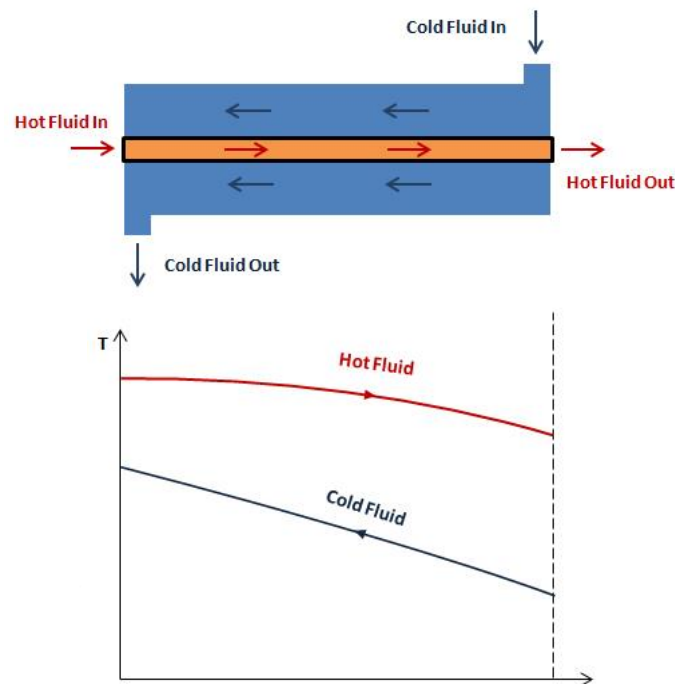 Cold Fluid In
Hot Fluid In
Hot Fluid Out
Cold Fluid Out
T
Hot Fluid
Cold Fluid